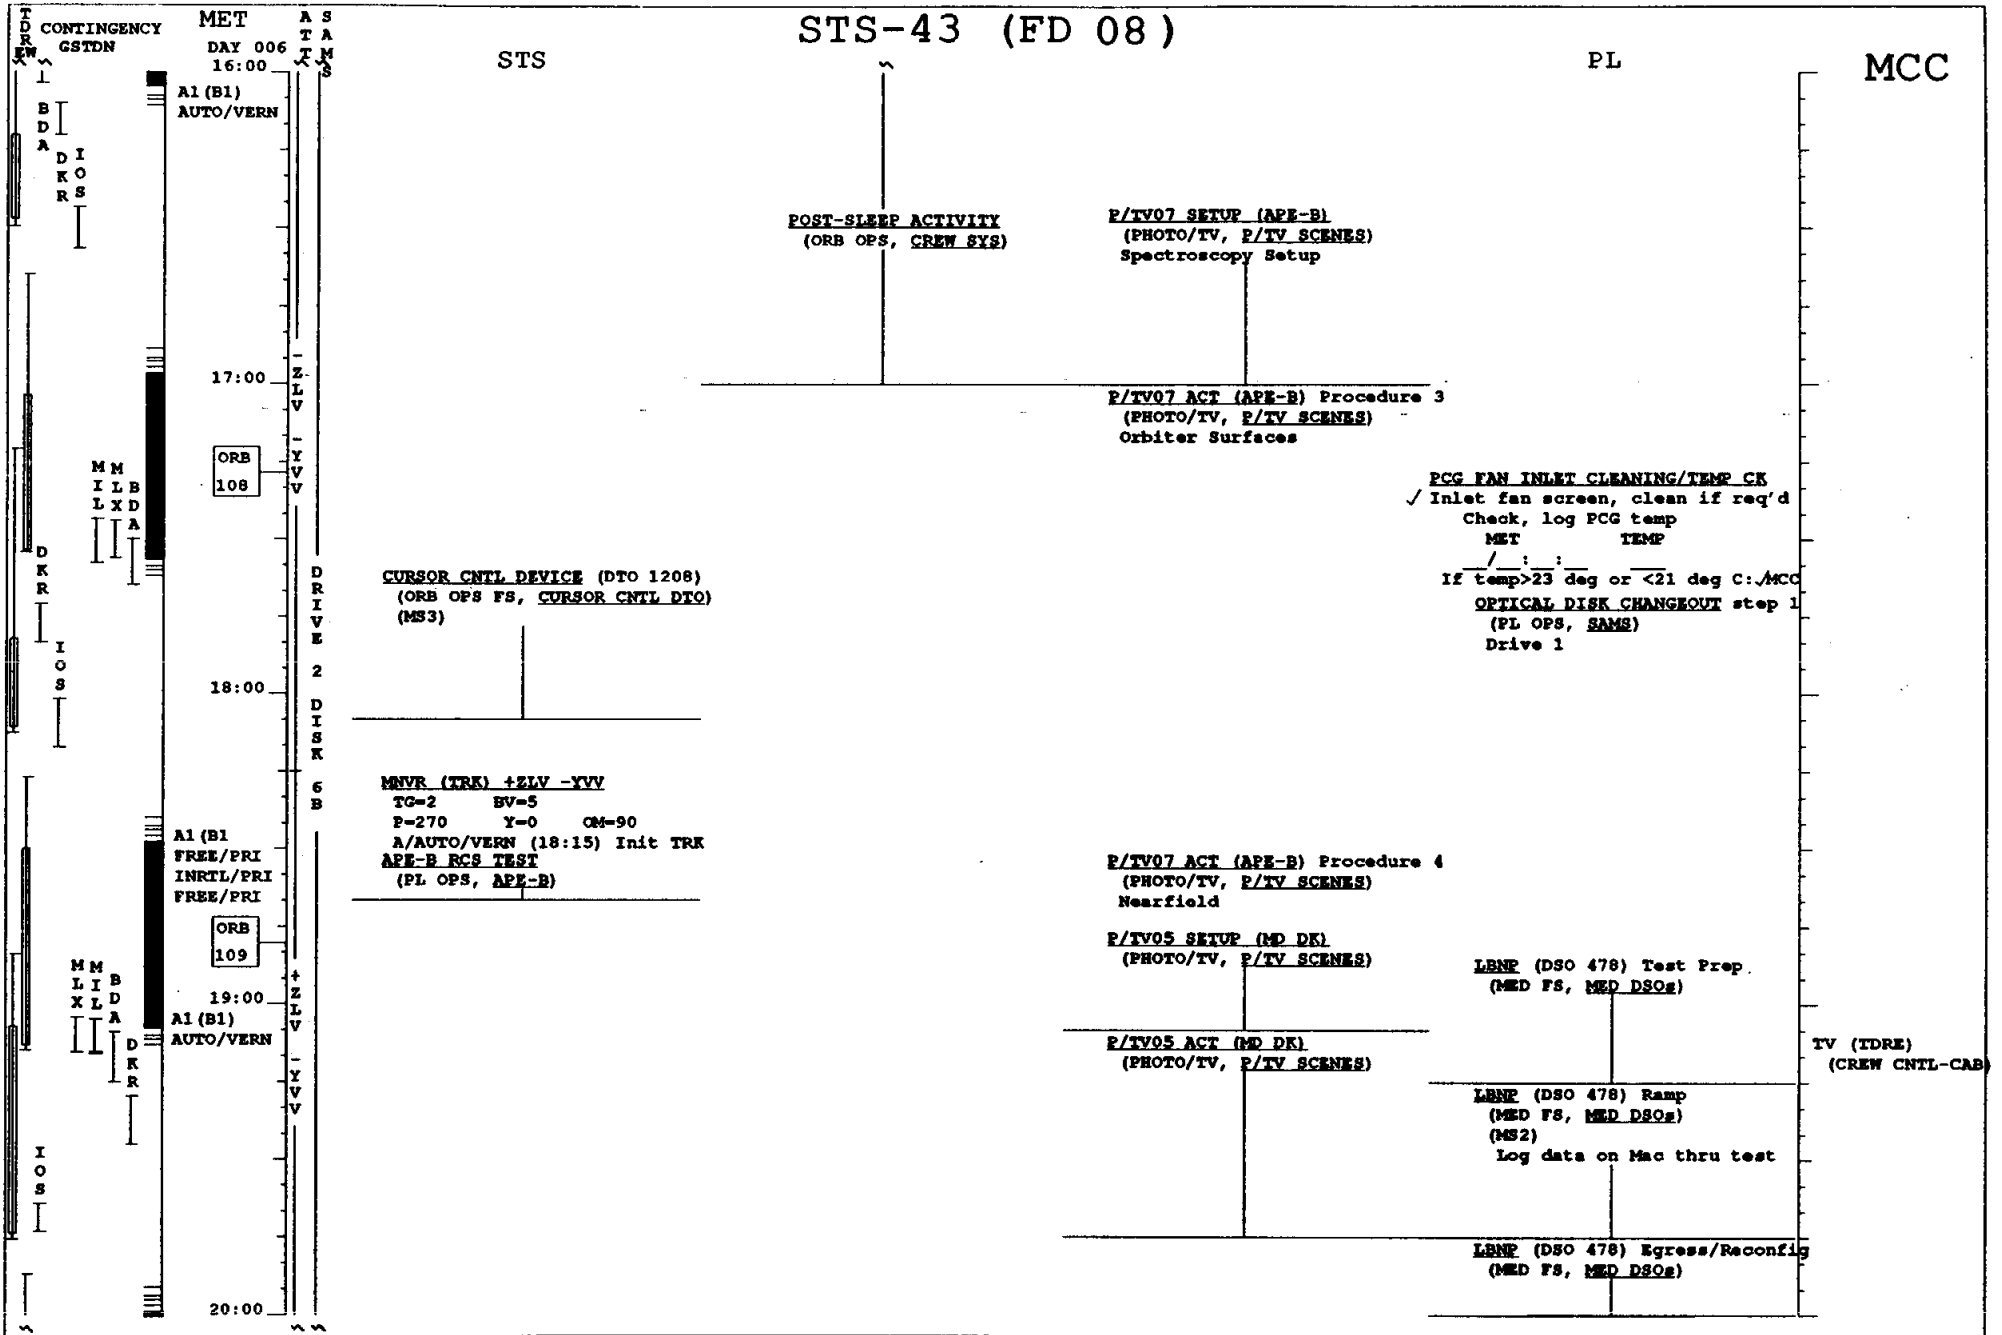 STS-43 (FD 08)
TDRS
E W
CONTINGENCY
GSTDN
MET
DAY 006
ATT
SAMS
STS
PL
MCC
16:00
A1(B1)
AUTO/VERN
BDA
DKR
IOS
POST-SLEEP ACTIVITY
(ORB OPS, CREW SYS)
P/TV07 SETUP (APE-B)
(PHOTO/TV, P/TV SCENES)
Spectroscopy Setup
17:00
-ZLV -YVV
P/TV07 ACT (APE-B) Procedure 3
(PHOTO/TV, P/TV SCENES)
Orbiter Surfaces
ORB
108
MIL
MLX
BDA
DKR
IOS
PCG FAN INLET CLEANING/TEMP CK
√ Inlet fan screen, clean if req'd
Check, log PCG temp
MET TEMP
__/__:__:__ ___
If temp>23 deg or <21 deg C:√MCC
OPTICAL DISK CHANGEOUT step 1
(PL OPS, SAMS)
Drive 1
DRIVE 2 DISK 6B
CURSOR CNTL DEVICE (DTO 1208)
(ORB OPS FS, CURSOR CNTL DTO)
(MS3)
18:00
MNVR (TRK) +ZLV -YVV
TG=2 BV=5
P=270 Y=0 OM=90
A/AUTO/VERN (18:15) Init TRK
APE-B RCS TEST
(PL OPS, APE-B)
A1(B1
FREE/PRI
INRTL/PRI
FREE/PRI
P/TV07 ACT (APE-B) Procedure 4
(PHOTO/TV, P/TV SCENES)
Nearfield
ORB
109
P/TV05 SETUP (MD DK)
(PHOTO/TV, P/TV SCENES)
LBNP (DSO 478) Test Prep
(MED FS, MED DSOs)
MLX
MIL
BDA
DKR
IOS
+ZLV -YVV
19:00
A1(B1)
AUTO/VERN
P/TV05 ACT (MD DK)
(PHOTO/TV, P/TV SCENES)
TV (TDRE)
(CREW CNTL-CAB)
LBNP (DSO 478) Ramp
(MED FS, MED DSOs)
(MS2)
Log data on Mac thru test
LBNP (DSO 478) Egress/Reconfig
(MED FS, MED DSOs)
20:00